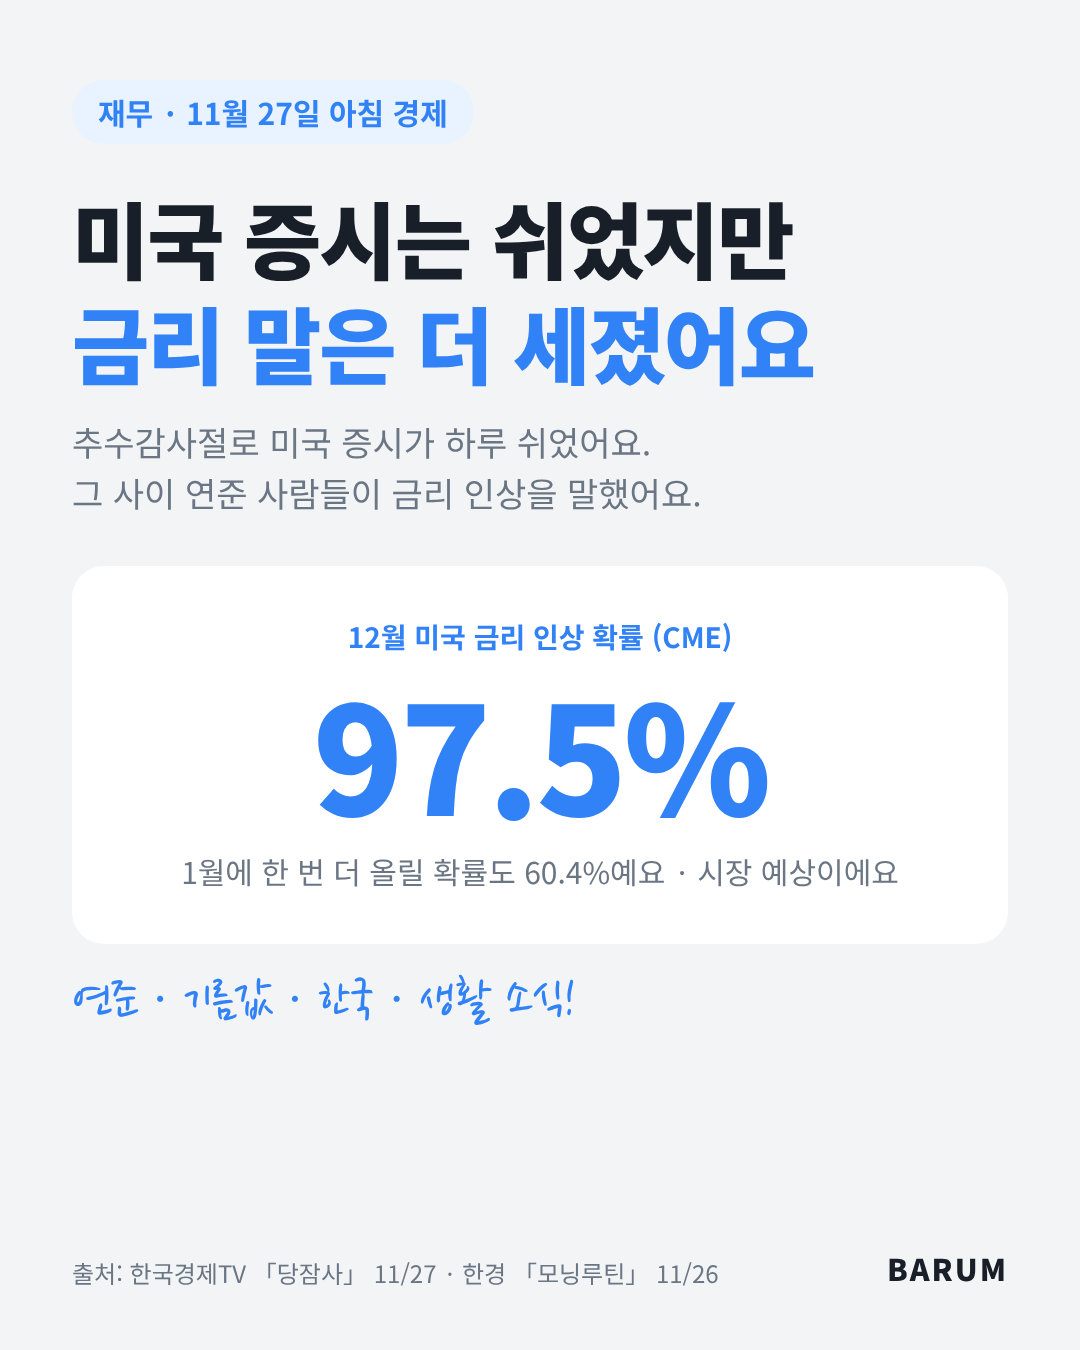 재무 · 11월 27일 아침 경제
미국 증시는 쉬었지만
금리 말은 더 세졌어요
추수감사절로 미국 증시가 하루 쉬었어요.
그 사이 연준 사람들이 금리 인상을 말했어요.
12월 미국 금리 인상 확률 (CME)
97.5%
1월에 한 번 더 올릴 확률도 60.4%예요 · 시장 예상이에요
연준 · 기름값 · 한국 · 생활 소식!
출처: 한국경제TV 「당잠사」 11/27 · 한경 「모닝루틴」 11/26
BARUM